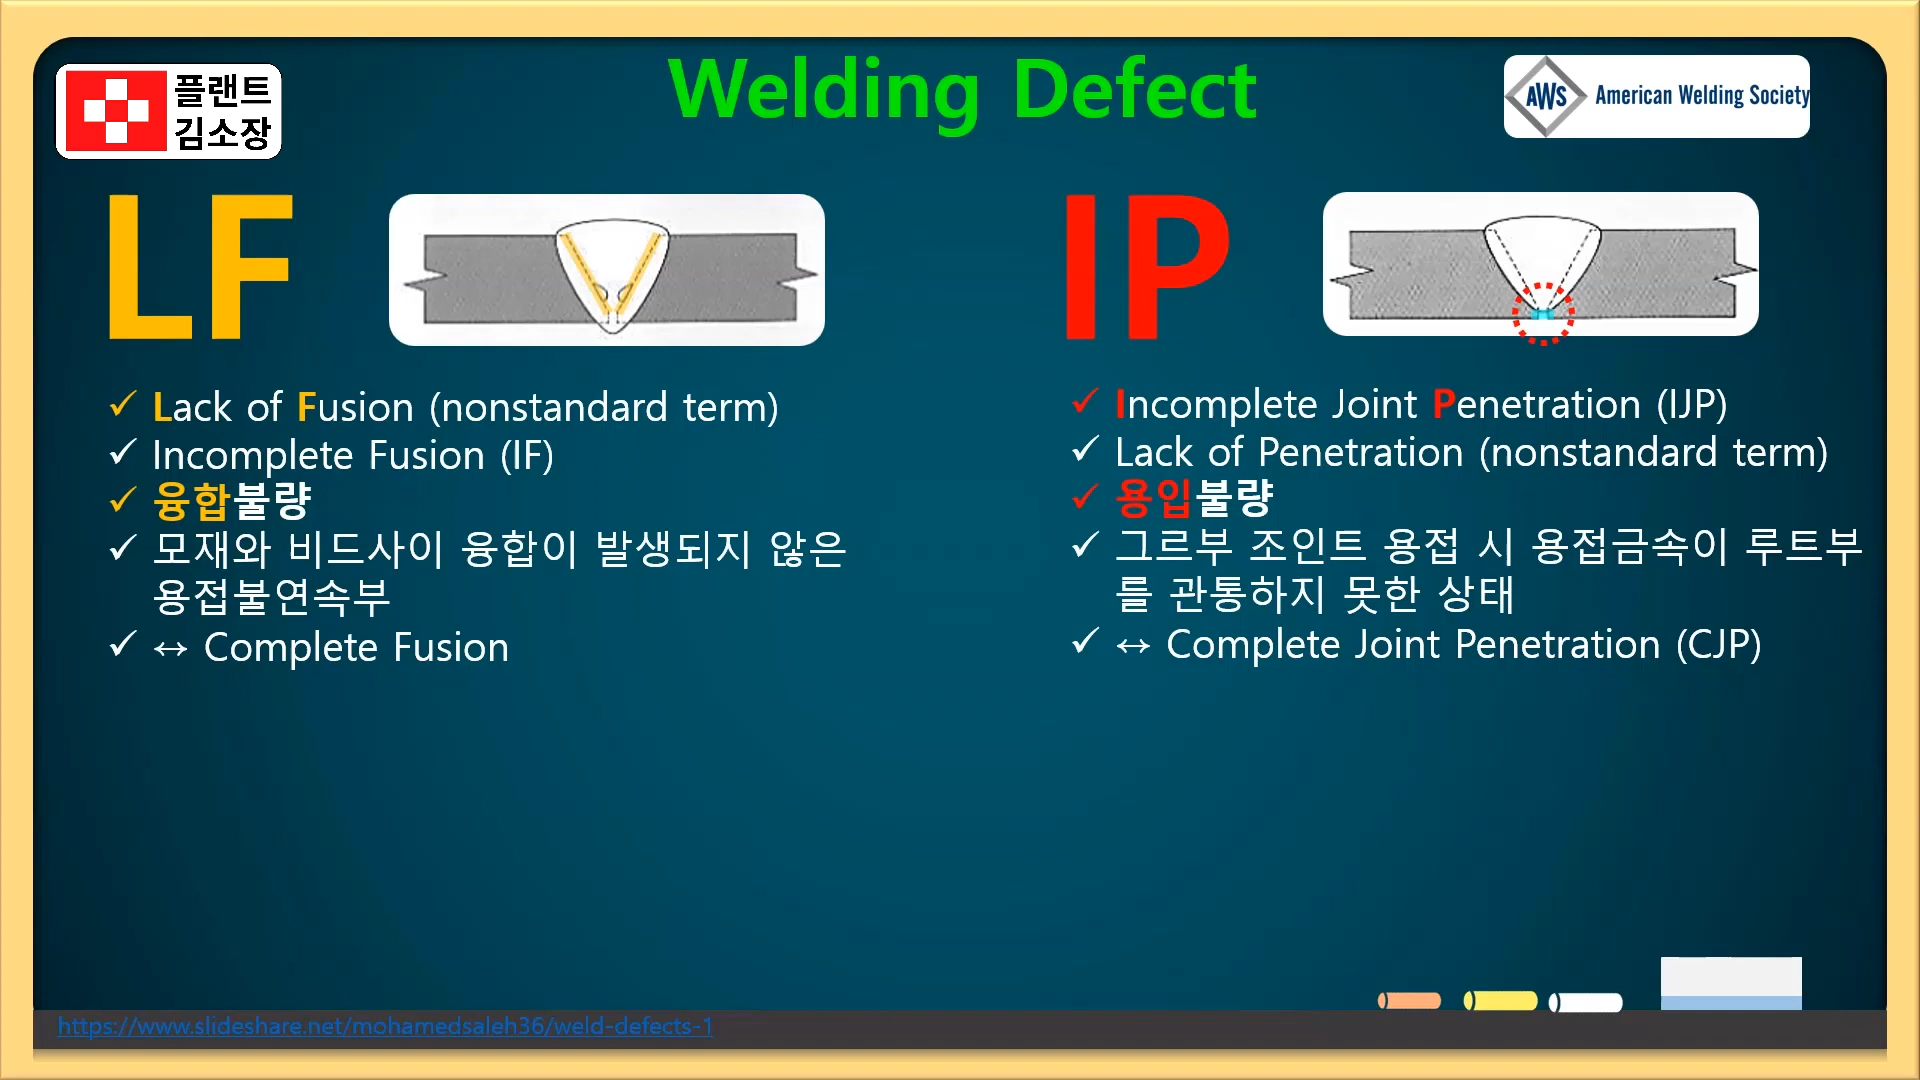 플랜트
김소장
Welding Defect
AWS American Welding Society
LF
✓ Lack of Fusion (nonstandard term)
✓ Incomplete Fusion (IF)
✓ 융합불량
✓ 모재와 비드사이 융합이 발생되지 않은
용접불연속부
✓ ↔ Complete Fusion
IP
✓ Incomplete Joint Penetration (IJP)
✓ Lack of Penetration (nonstandard term)
✓ 용입불량
✓ 그르부 조인트 용접 시 용접금속이 루트부
를 관통하지 못한 상태
✓ ↔ Complete Joint Penetration (CJP)
https://www.slideshare.net/mohamedsaleh36/weld-defects-1